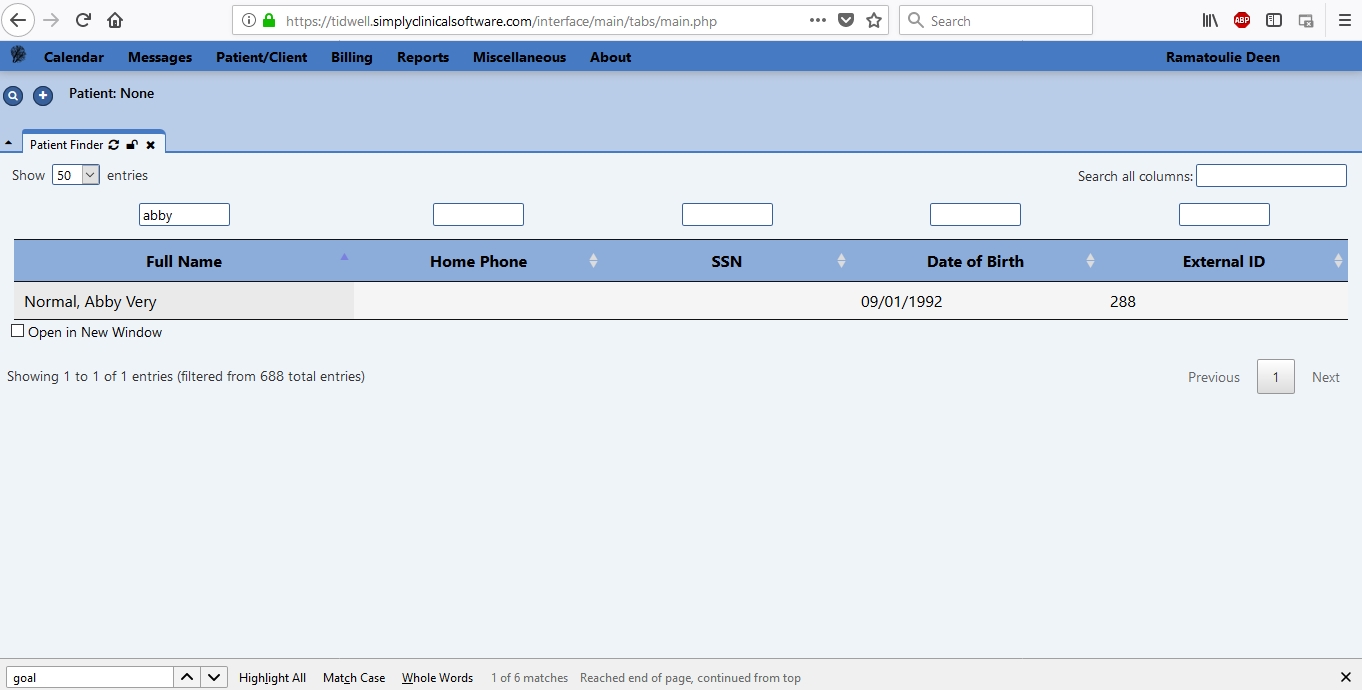 https://tidwell.simplyclinicalsoftware.com/interface/main/tabs/main.php
Search
ABP
Calendar Messages Patient/Client Billing Reports Miscellaneous About Ramatoulie Deen
Patient: None
Patient Finder
Show 50 entries Search all columns:
abby
Full Name Home Phone SSN Date of Birth External ID
Normal, Abby Very 09/01/1992 288
Open in New Window
Showing 1 to 1 of 1 entries (filtered from 688 total entries) Previous 1 Next
goal Highlight All Match Case Whole Words 1 of 6 matches Reached end of page, continued from top